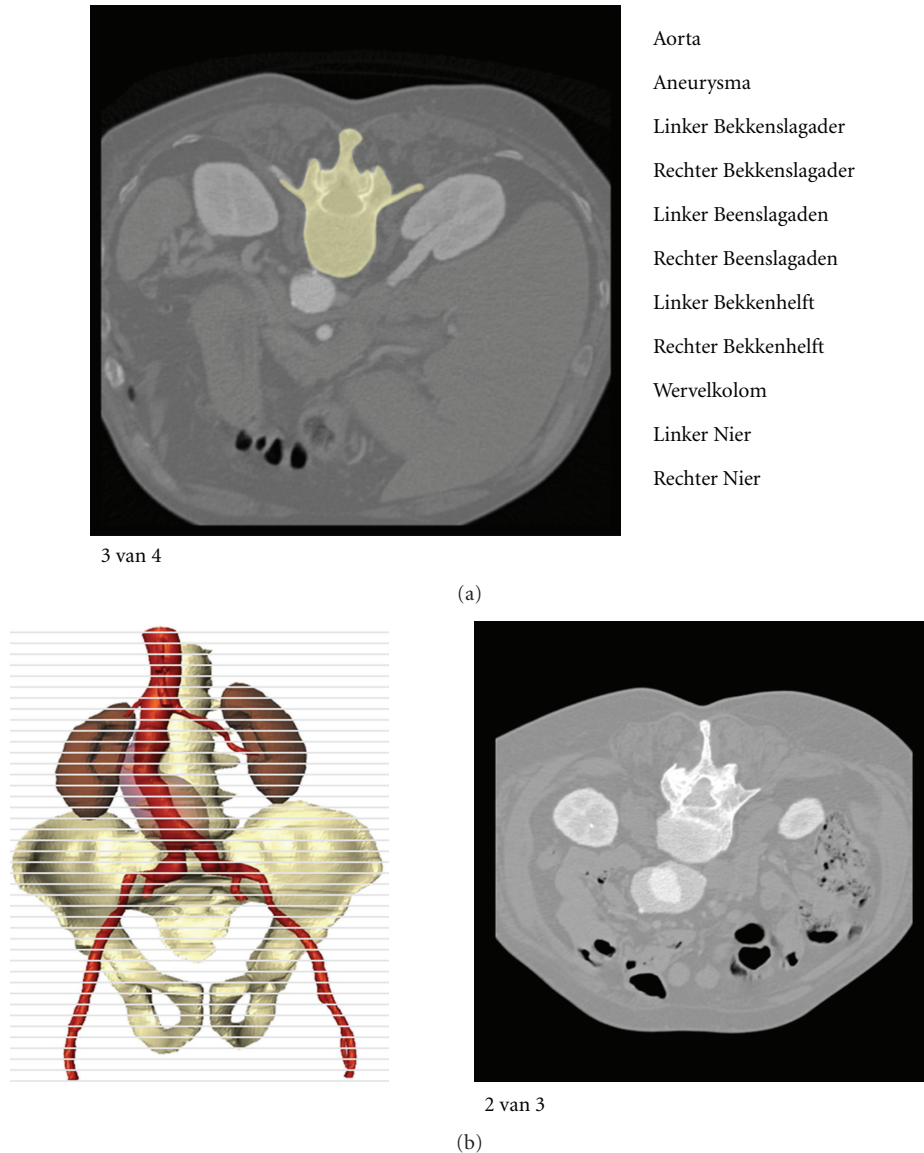 Aorta
Aneurysma
Linker Bekkenslagader
Rechter Bekkenslagader
Linker Beenslagaden
Rechter Beenslagaden
Linker Bekkenhelft
Rechter Bekkenhelft
Wervelkolom
Linker Nier
Rechter Nier
3 van 4
(a)
2 van 3
(b)